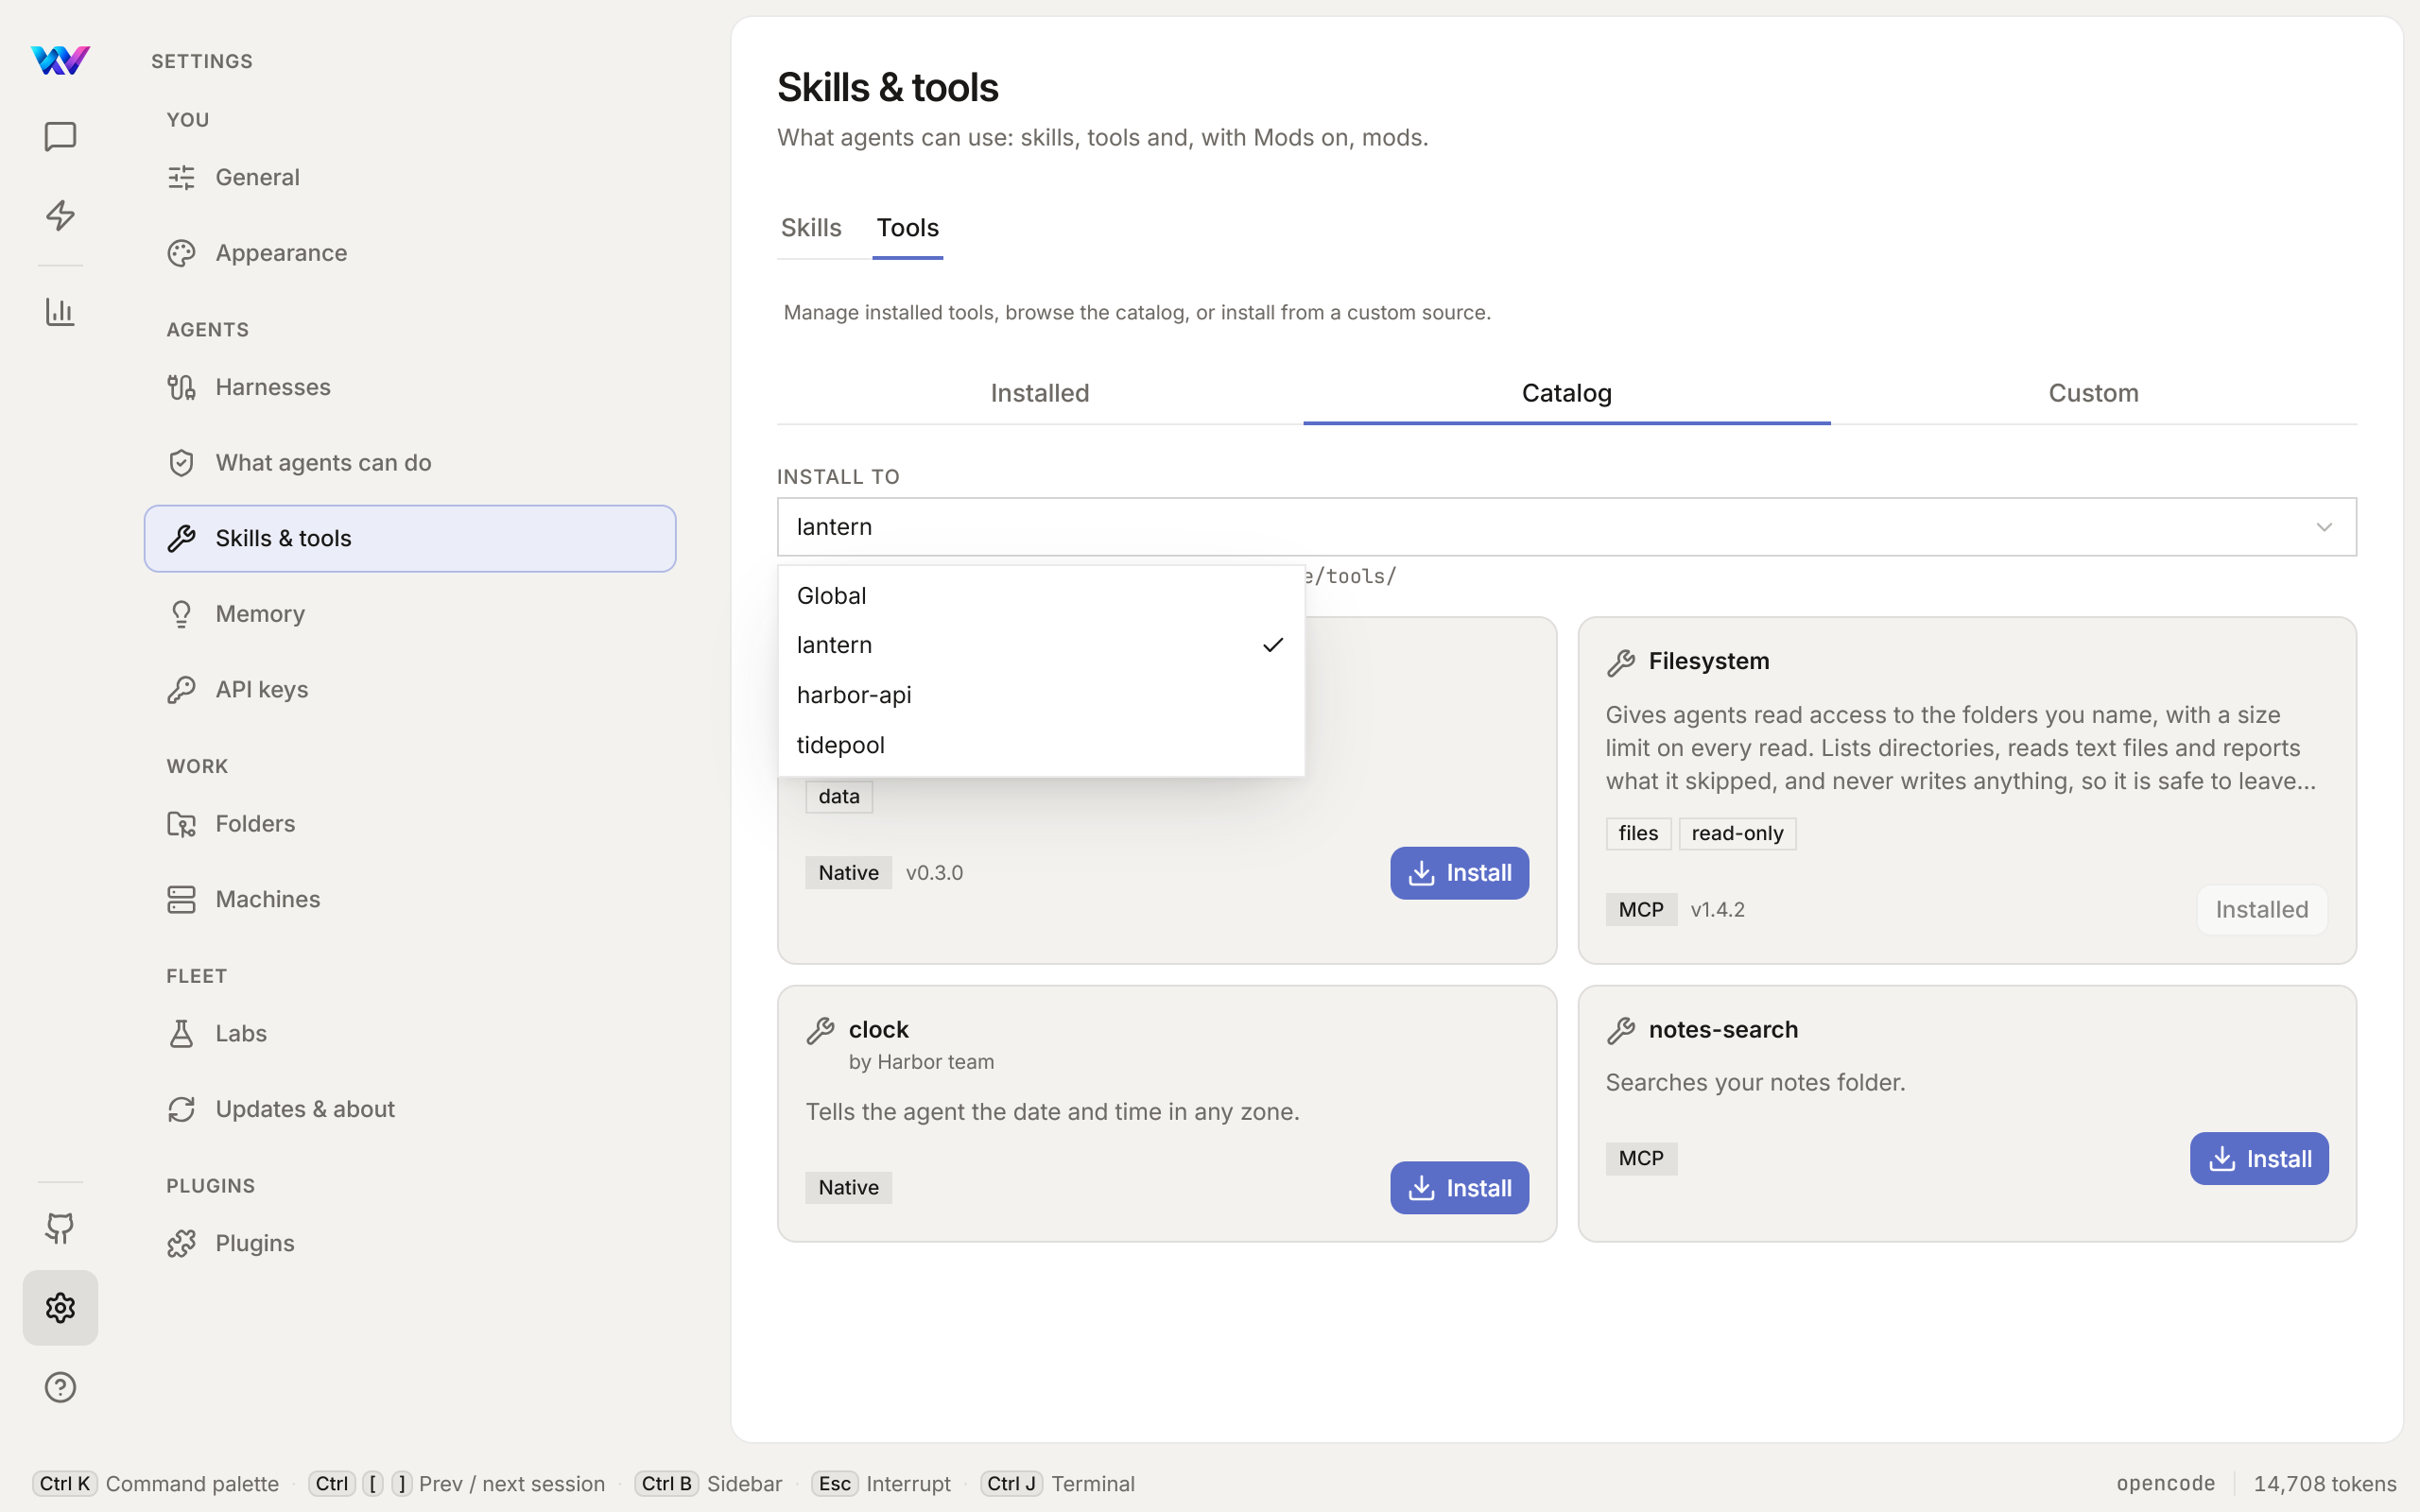 SETTINGS
YOU
General
Appearance
AGENTS
Harnesses
What agents can do
Skills & tools
Memory
API keys
WORK
Folders
Machines
FLEET
Labs
Updates & about
PLUGINS
Plugins
Skills & tools
What agents can use: skills, tools and, with Mods on, mods.
Skills
Tools
Manage installed tools, browse the catalog, or install from a custom source.
Installed
Catalog
Custom
INSTALL TO
lantern
e/tools/
Global
lantern
harbor-api
tidepool
data
Native v0.3.0
Install
Filesystem
Gives agents read access to the folders you name, with a size
limit on every read. Lists directories, reads text files and reports
what it skipped, and never writes anything, so it is safe to leave...
files read-only
MCP v1.4.2
Installed
clock
by Harbor team
Tells the agent the date and time in any zone.
Native
Install
notes-search
Searches your notes folder.
MCP
Install
Ctrl K Command palette · Ctrl [ ] Prev / next session · Ctrl B Sidebar · Esc Interrupt · Ctrl J Terminal
opencode 14,708 tokens